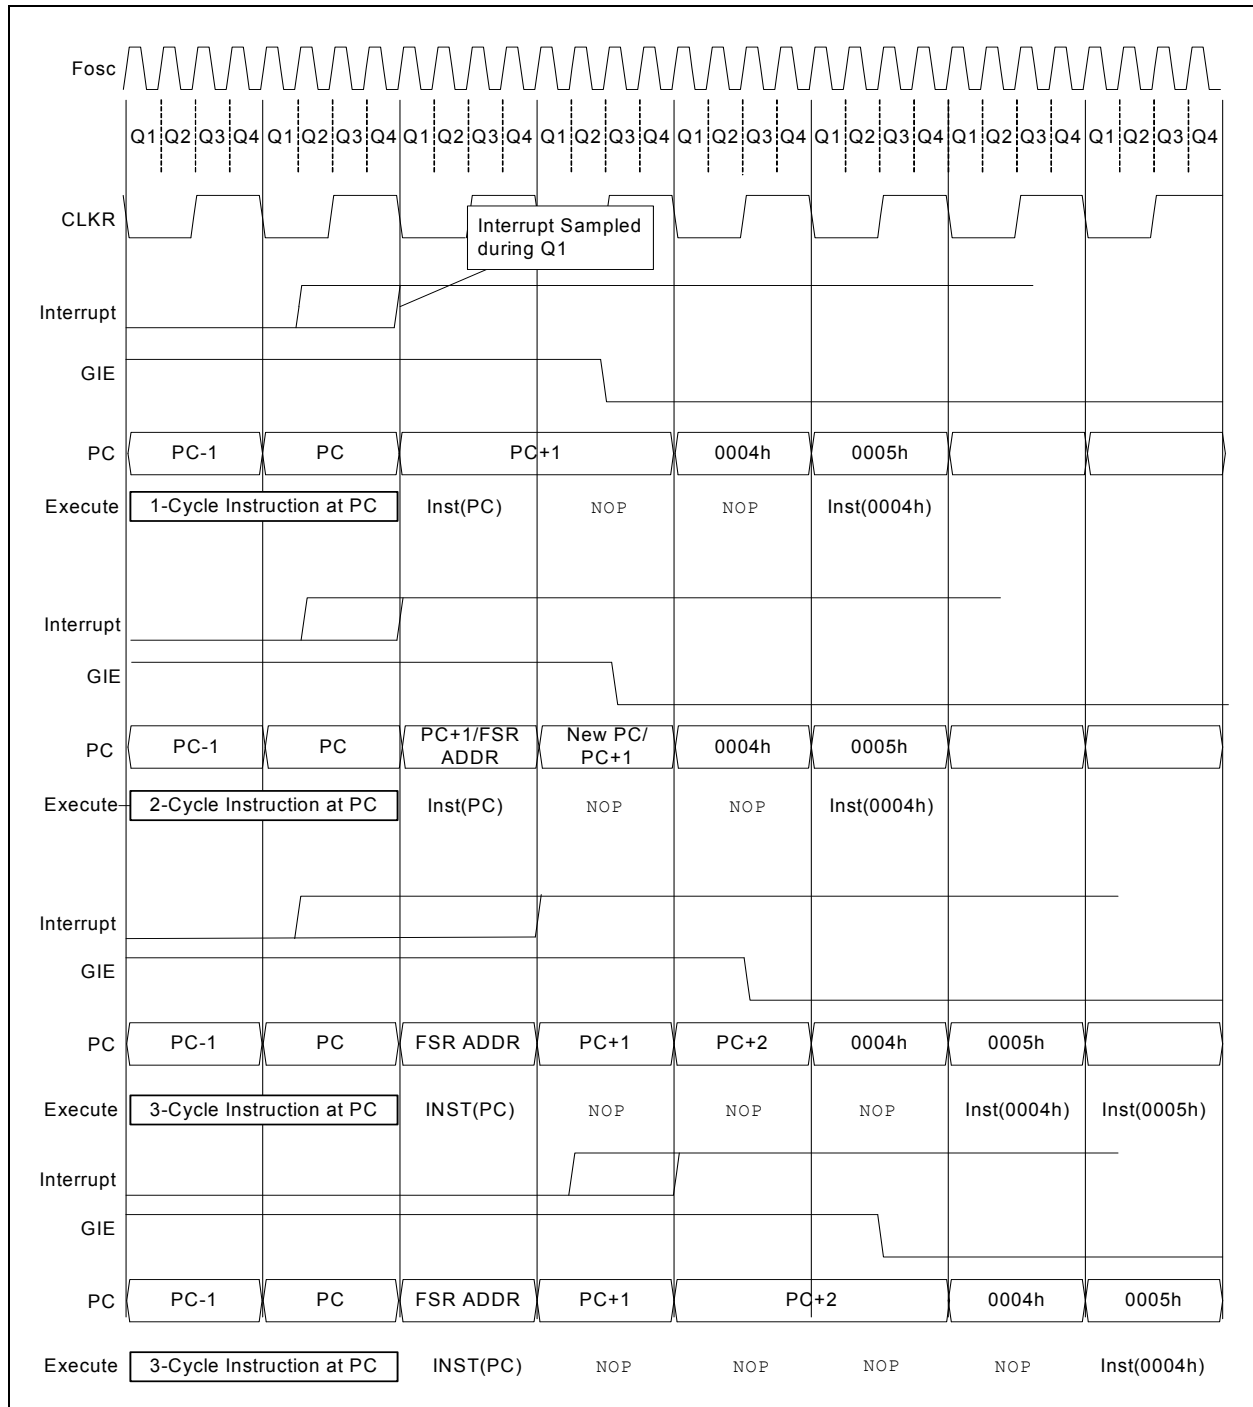 Fosc
Q1 Q2 Q3 Q4 Q1 Q2 Q3 Q4 Q1 Q2 Q3 Q4 Q1 Q2 Q3 Q4 Q1 Q2 Q3 Q4 Q1 Q2 Q3 Q4 Q1 Q2 Q3 Q4 Q1 Q2 Q3 Q4
CLKR
Interrupt Sampled
during Q1
Interrupt
GIE
PC PC-1 PC PC+1 0004h 0005h
Execute 1-Cycle Instruction at PC Inst(PC) NOP NOP Inst(0004h)
Interrupt
GIE
PC PC-1 PC PC+1/FSR ADDR New PC/ PC+1 0004h 0005h
Execute 2-Cycle Instruction at PC Inst(PC) NOP NOP Inst(0004h)
Interrupt
GIE
PC PC-1 PC FSR ADDR PC+1 PC+2 0004h 0005h
Execute 3-Cycle Instruction at PC INST(PC) NOP NOP NOP Inst(0004h) Inst(0005h)
Interrupt
GIE
PC PC-1 PC FSR ADDR PC+1 PC+2 0004h 0005h
Execute 3-Cycle Instruction at PC INST(PC) NOP NOP NOP NOP Inst(0004h)